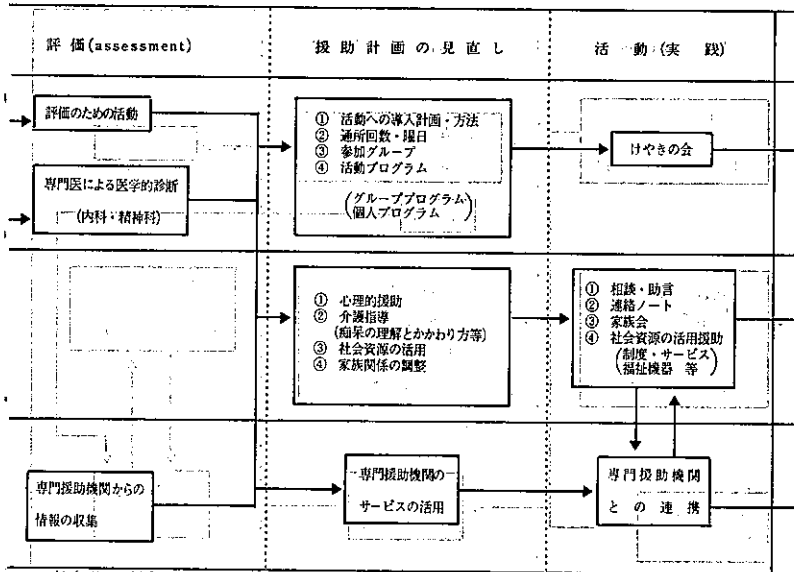 評価(assessment)
援助計画の見直し
活動(実践)
評価のための活動
専門医による医学的診断
(内科・精神科)
① 活動への導入計画・方法
② 通所回数・曜日
③ 参加グループ
④ 活動プログラム
(グループプログラム
個人プログラム)
けやきの会
① 心理的援助
② 介護指導
(痴呆の理解とかかわり方等)
③ 社会資源の活用
④ 家族関係の調整
① 相談・助言
② 連絡ノート
③ 家族会
④ 社会資源の活用援助
(制度・サービス
福祉機器 等)
専門援助機関からの
情報の収集
専門援助機関の
サービスの活用
専門援助機関
との連携